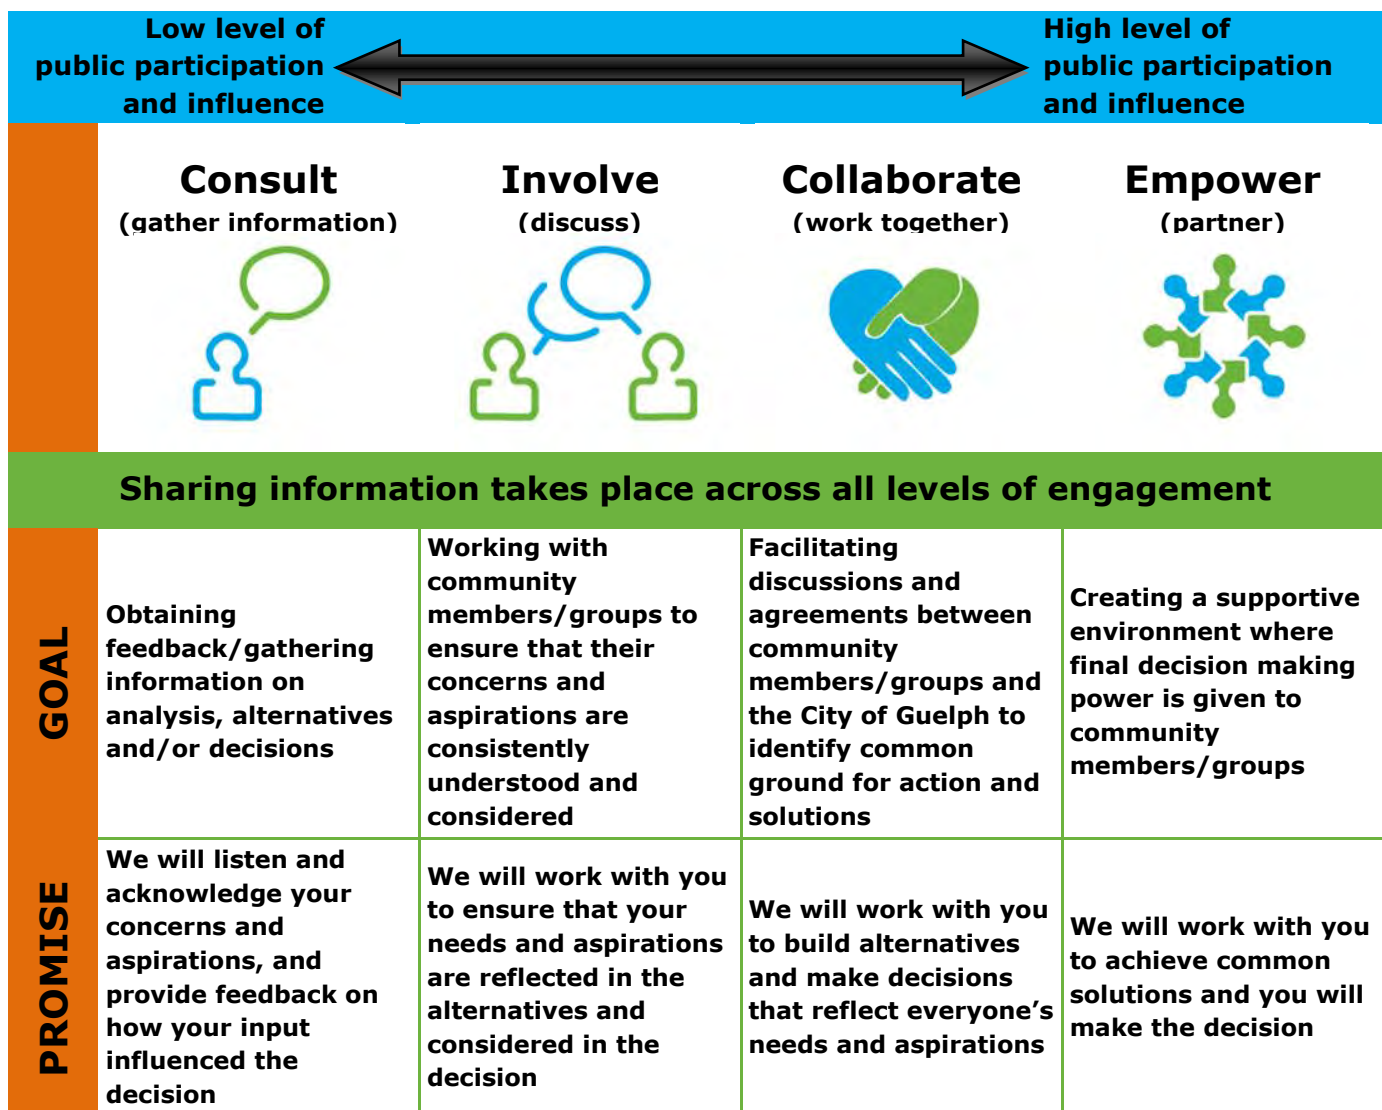 Low level of
public participation
and influence
High level of
public participation
and influence
Consult
(gather information)
Involve
(discuss)
Collaborate
(work together)
Empower
(partner)
Sharing information takes place across all levels of engagement
GOAL
Obtaining
feedback/gathering
information on
analysis, alternatives
and/or decisions
Working with
community
members/groups to
ensure that their
concerns and
aspirations are
consistently
understood and
considered
Facilitating
discussions and
agreements between
community
members/groups and
the City of Guelph to
identify common
ground for action and
solutions
Creating a supportive
environment where
final decision making
power is given to
community
members/groups
PROMISE
We will listen and
acknowledge your
concerns and
aspirations, and
provide feedback on
how your input
influenced the
decision
We will work with you
to ensure that your
needs and aspirations
are reflected in the
alternatives and
considered in the
decision
We will work with you
to build alternatives
and make decisions
that reflect everyone’s
needs and aspirations
We will work with you
to achieve common
solutions and you will
make the decision